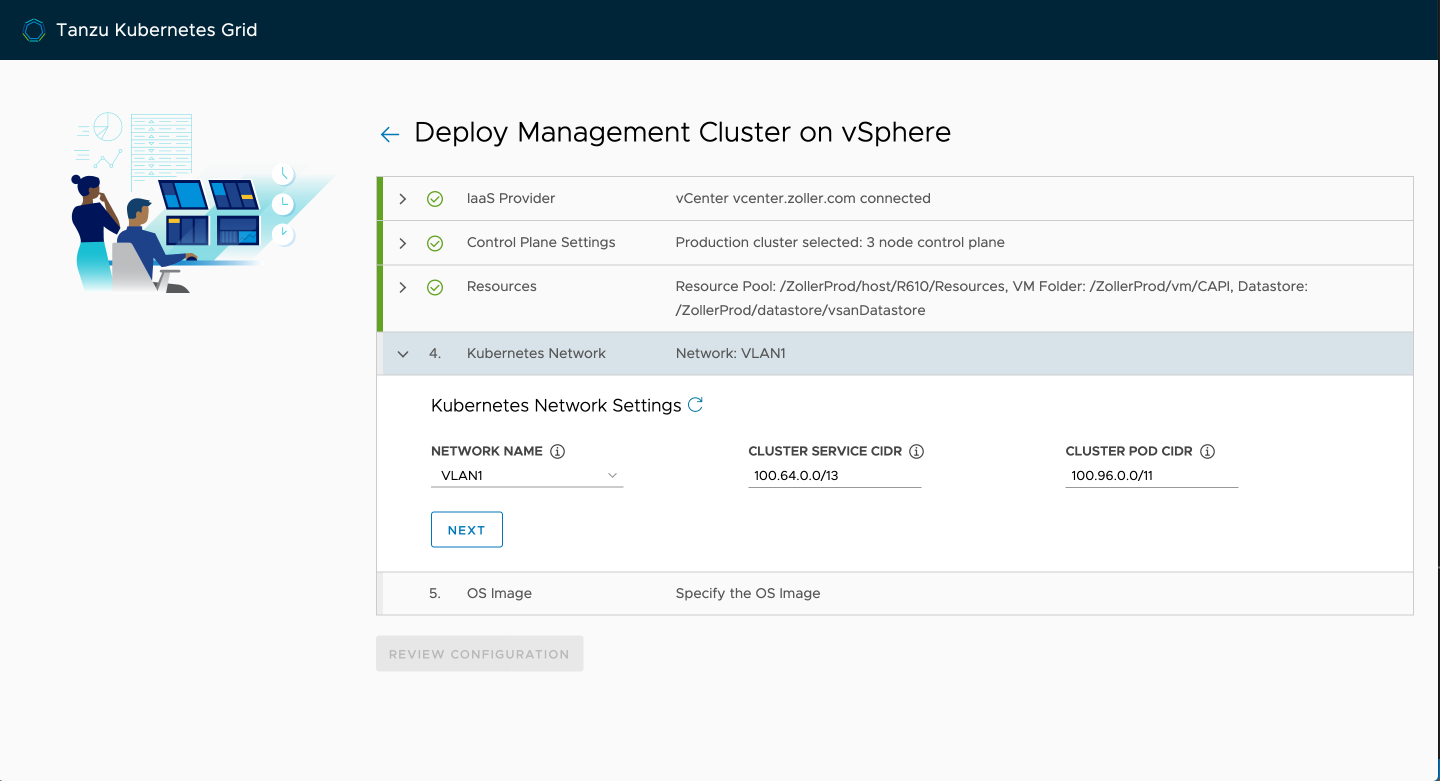 Tanzu Kubernetes Grid
Deploy Management Cluster on vSphere
IaaS Provider vCenter vcenter.zoller.com connected
Control Plane Settings Production cluster selected: 3 node control plane
Resources Resource Pool: /ZollerProd/host/R610/Resources, VM Folder: /ZollerProd/vm/CAPI, Datastore:
/ZollerProd/datastore/vsanDatastore
4. Kubernetes Network Network: VLAN1
Kubernetes Network Settings
NETWORK NAME CLUSTER SERVICE CIDR CLUSTER POD CIDR
VLAN1 100.64.0.0/13 100.96.0.0/11
NEXT
5. OS Image Specify the OS Image
REVIEW CONFIGURATION